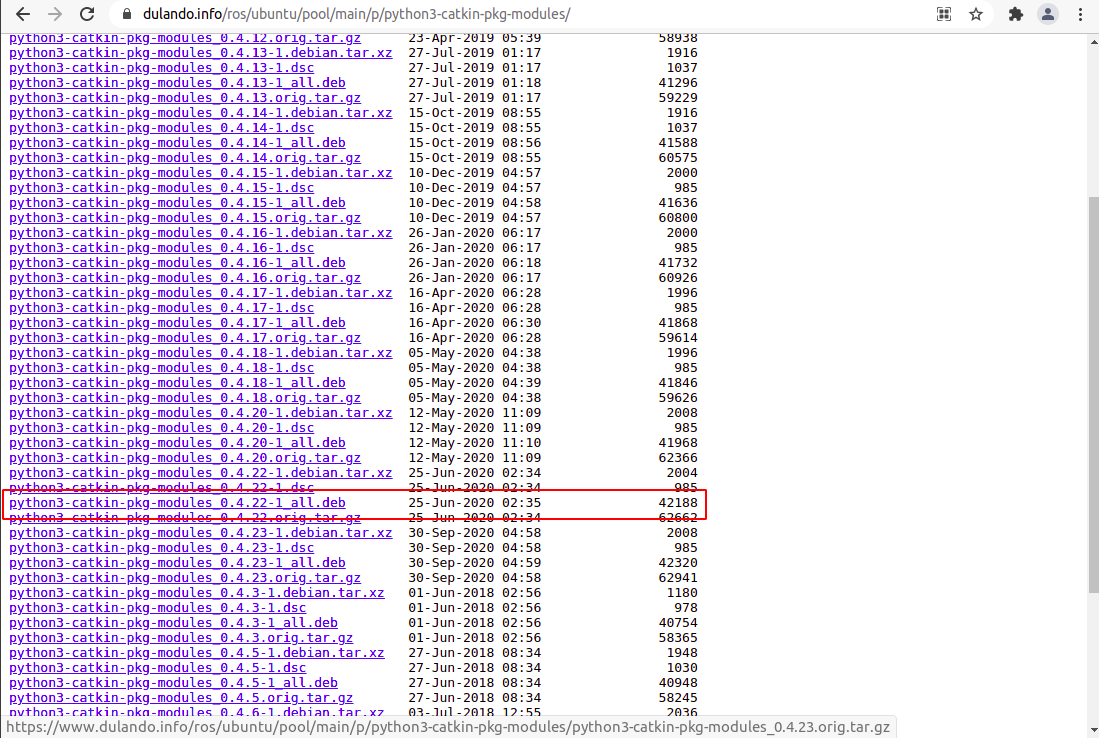 dulando.info/ros/ubuntu/pool/main/p/python3-catkin-pkg-modules/
python3-catkin-pkg-modules_0.4.12.orig.tar.gz 23-Apr-2019 05:39 58938
python3-catkin-pkg-modules_0.4.13-1.debian.tar.xz 27-Jul-2019 01:17 1916
python3-catkin-pkg-modules_0.4.13-1.dsc 27-Jul-2019 01:17 1037
python3-catkin-pkg-modules_0.4.13-1_all.deb 27-Jul-2019 01:18 41296
python3-catkin-pkg-modules_0.4.13.orig.tar.gz 27-Jul-2019 01:17 59229
python3-catkin-pkg-modules_0.4.14-1.debian.tar.xz 15-Oct-2019 08:55 1916
python3-catkin-pkg-modules_0.4.14-1.dsc 15-Oct-2019 08:55 1037
python3-catkin-pkg-modules_0.4.14-1_all.deb 15-Oct-2019 08:56 41588
python3-catkin-pkg-modules_0.4.14.orig.tar.gz 15-Oct-2019 08:55 60575
python3-catkin-pkg-modules_0.4.15-1.debian.tar.xz 10-Dec-2019 04:57 2000
python3-catkin-pkg-modules_0.4.15-1.dsc 10-Dec-2019 04:57 985
python3-catkin-pkg-modules_0.4.15-1_all.deb 10-Dec-2019 04:58 41636
python3-catkin-pkg-modules_0.4.15.orig.tar.gz 10-Dec-2019 04:57 60800
python3-catkin-pkg-modules_0.4.16-1.debian.tar.xz 26-Jan-2020 06:17 2000
python3-catkin-pkg-modules_0.4.16-1.dsc 26-Jan-2020 06:17 985
python3-catkin-pkg-modules_0.4.16-1_all.deb 26-Jan-2020 06:18 41732
python3-catkin-pkg-modules_0.4.16.orig.tar.gz 26-Jan-2020 06:17 60926
python3-catkin-pkg-modules_0.4.17-1.debian.tar.xz 16-Apr-2020 06:28 1996
python3-catkin-pkg-modules_0.4.17-1.dsc 16-Apr-2020 06:28 985
python3-catkin-pkg-modules_0.4.17-1_all.deb 16-Apr-2020 06:30 41868
python3-catkin-pkg-modules_0.4.17.orig.tar.gz 16-Apr-2020 06:28 59614
python3-catkin-pkg-modules_0.4.18-1.debian.tar.xz 05-May-2020 04:38 1996
python3-catkin-pkg-modules_0.4.18-1.dsc 05-May-2020 04:38 985
python3-catkin-pkg-modules_0.4.18-1_all.deb 05-May-2020 04:39 41846
python3-catkin-pkg-modules_0.4.18.orig.tar.gz 05-May-2020 04:38 59626
python3-catkin-pkg-modules_0.4.20-1.debian.tar.xz 12-May-2020 11:09 2008
python3-catkin-pkg-modules_0.4.20-1.dsc 12-May-2020 11:09 985
python3-catkin-pkg-modules_0.4.20-1_all.deb 12-May-2020 11:10 41968
python3-catkin-pkg-modules_0.4.20.orig.tar.gz 12-May-2020 11:09 62366
python3-catkin-pkg-modules_0.4.22-1.debian.tar.xz 25-Jun-2020 02:34 2004
python3-catkin-pkg-modules_0.4.22-1.dsc 25-Jun-2020 02:34 985
python3-catkin-pkg-modules_0.4.22-1_all.deb 25-Jun-2020 02:35 42188
python3-catkin-pkg-modules_0.4.22.orig.tar.gz 25-Jun-2020 02:34 62662
python3-catkin-pkg-modules_0.4.23-1.debian.tar.xz 30-Sep-2020 04:58 2008
python3-catkin-pkg-modules_0.4.23-1.dsc 30-Sep-2020 04:58 985
python3-catkin-pkg-modules_0.4.23-1_all.deb 30-Sep-2020 04:59 42320
python3-catkin-pkg-modules_0.4.23.orig.tar.gz 30-Sep-2020 04:58 62941
python3-catkin-pkg-modules_0.4.3-1.debian.tar.xz 01-Jun-2018 02:56 1180
python3-catkin-pkg-modules_0.4.3-1.dsc 01-Jun-2018 02:56 978
python3-catkin-pkg-modules_0.4.3-1_all.deb 01-Jun-2018 02:56 40754
python3-catkin-pkg-modules_0.4.3.orig.tar.gz 01-Jun-2018 02:56 58365
python3-catkin-pkg-modules_0.4.5-1.debian.tar.xz 27-Jun-2018 08:34 1948
python3-catkin-pkg-modules_0.4.5-1.dsc 27-Jun-2018 08:34 1030
python3-catkin-pkg-modules_0.4.5-1_all.deb 27-Jun-2018 08:34 40948
python3-catkin-pkg-modules_0.4.5.orig.tar.gz 27-Jun-2018 08:34 58245
python3-catkin-pkg-modules_0.4.6-1.debian.tar.xz 03-Jul-2018 12:55 2036
https://www.dulando.info/ros/ubuntu/pool/main/p/python3-catkin-pkg-modules/python3-catkin-pkg-modules_0.4.23.orig.tar.gz